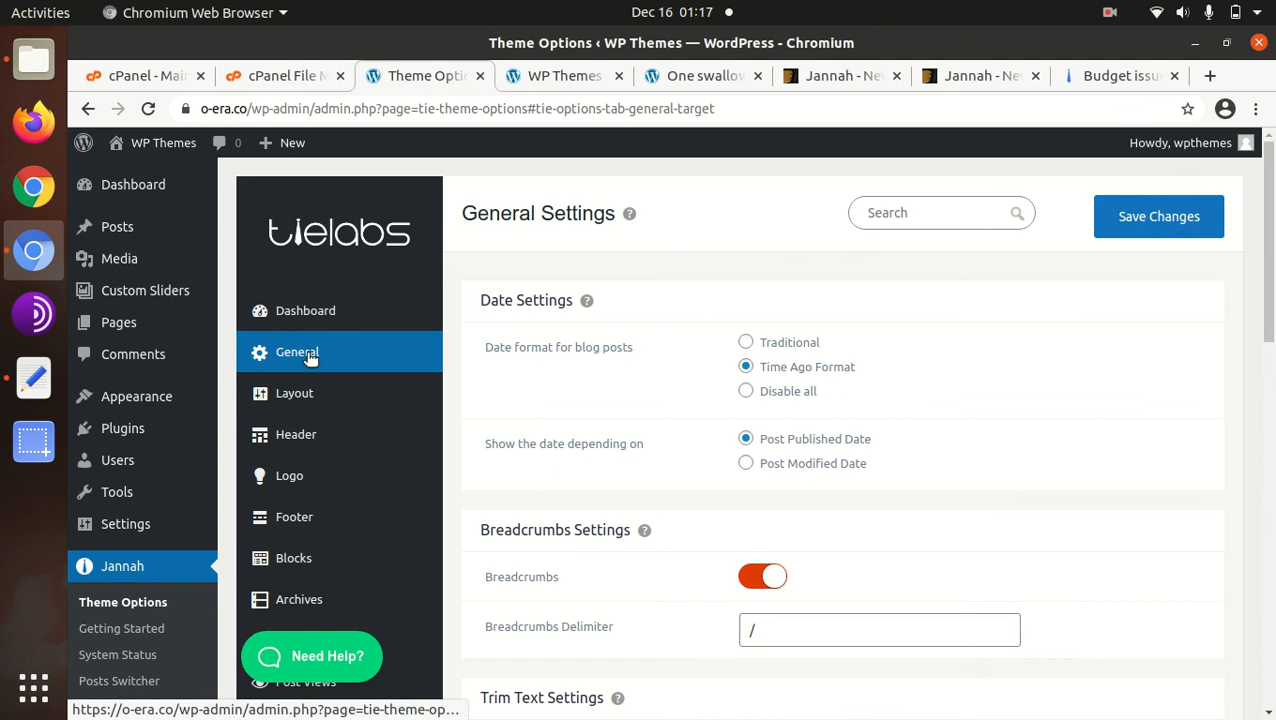 Activities
Chromium Web Browser
Dec 16 01:17
Theme Options ‹ WP Themes — WordPress - Chromium
cPanel - Mai
cPanel File M
Theme Optio
WP Themes
One swallow
Jannah - Nev
Jannah - Nev
Budget issu
o-era.co/wp-admin/admin.php?page=tie-theme-options#tie-options-tab-general-target
WP Themes
0
New
Howdy, wpthemes
Dashboard
Posts
Media
Custom Sliders
Pages
Comments
Appearance
Plugins
Users
Tools
Settings
Jannah
Theme Options
Getting Started
System Status
Posts Switcher
tielabs
Dashboard
General
Layout
Header
Logo
Footer
Blocks
Archives
Post Views
Need Help?
General Settings
Search
Save Changes
Date Settings
Date format for blog posts
Traditional
Time Ago Format
Disable all
Show the date depending on
Post Published Date
Post Modified Date
Breadcrumbs Settings
Breadcrumbs
Breadcrumbs Delimiter
/
Trim Text Settings
https://o-era.co/wp-admin/admin.php?page=tie-theme-op...